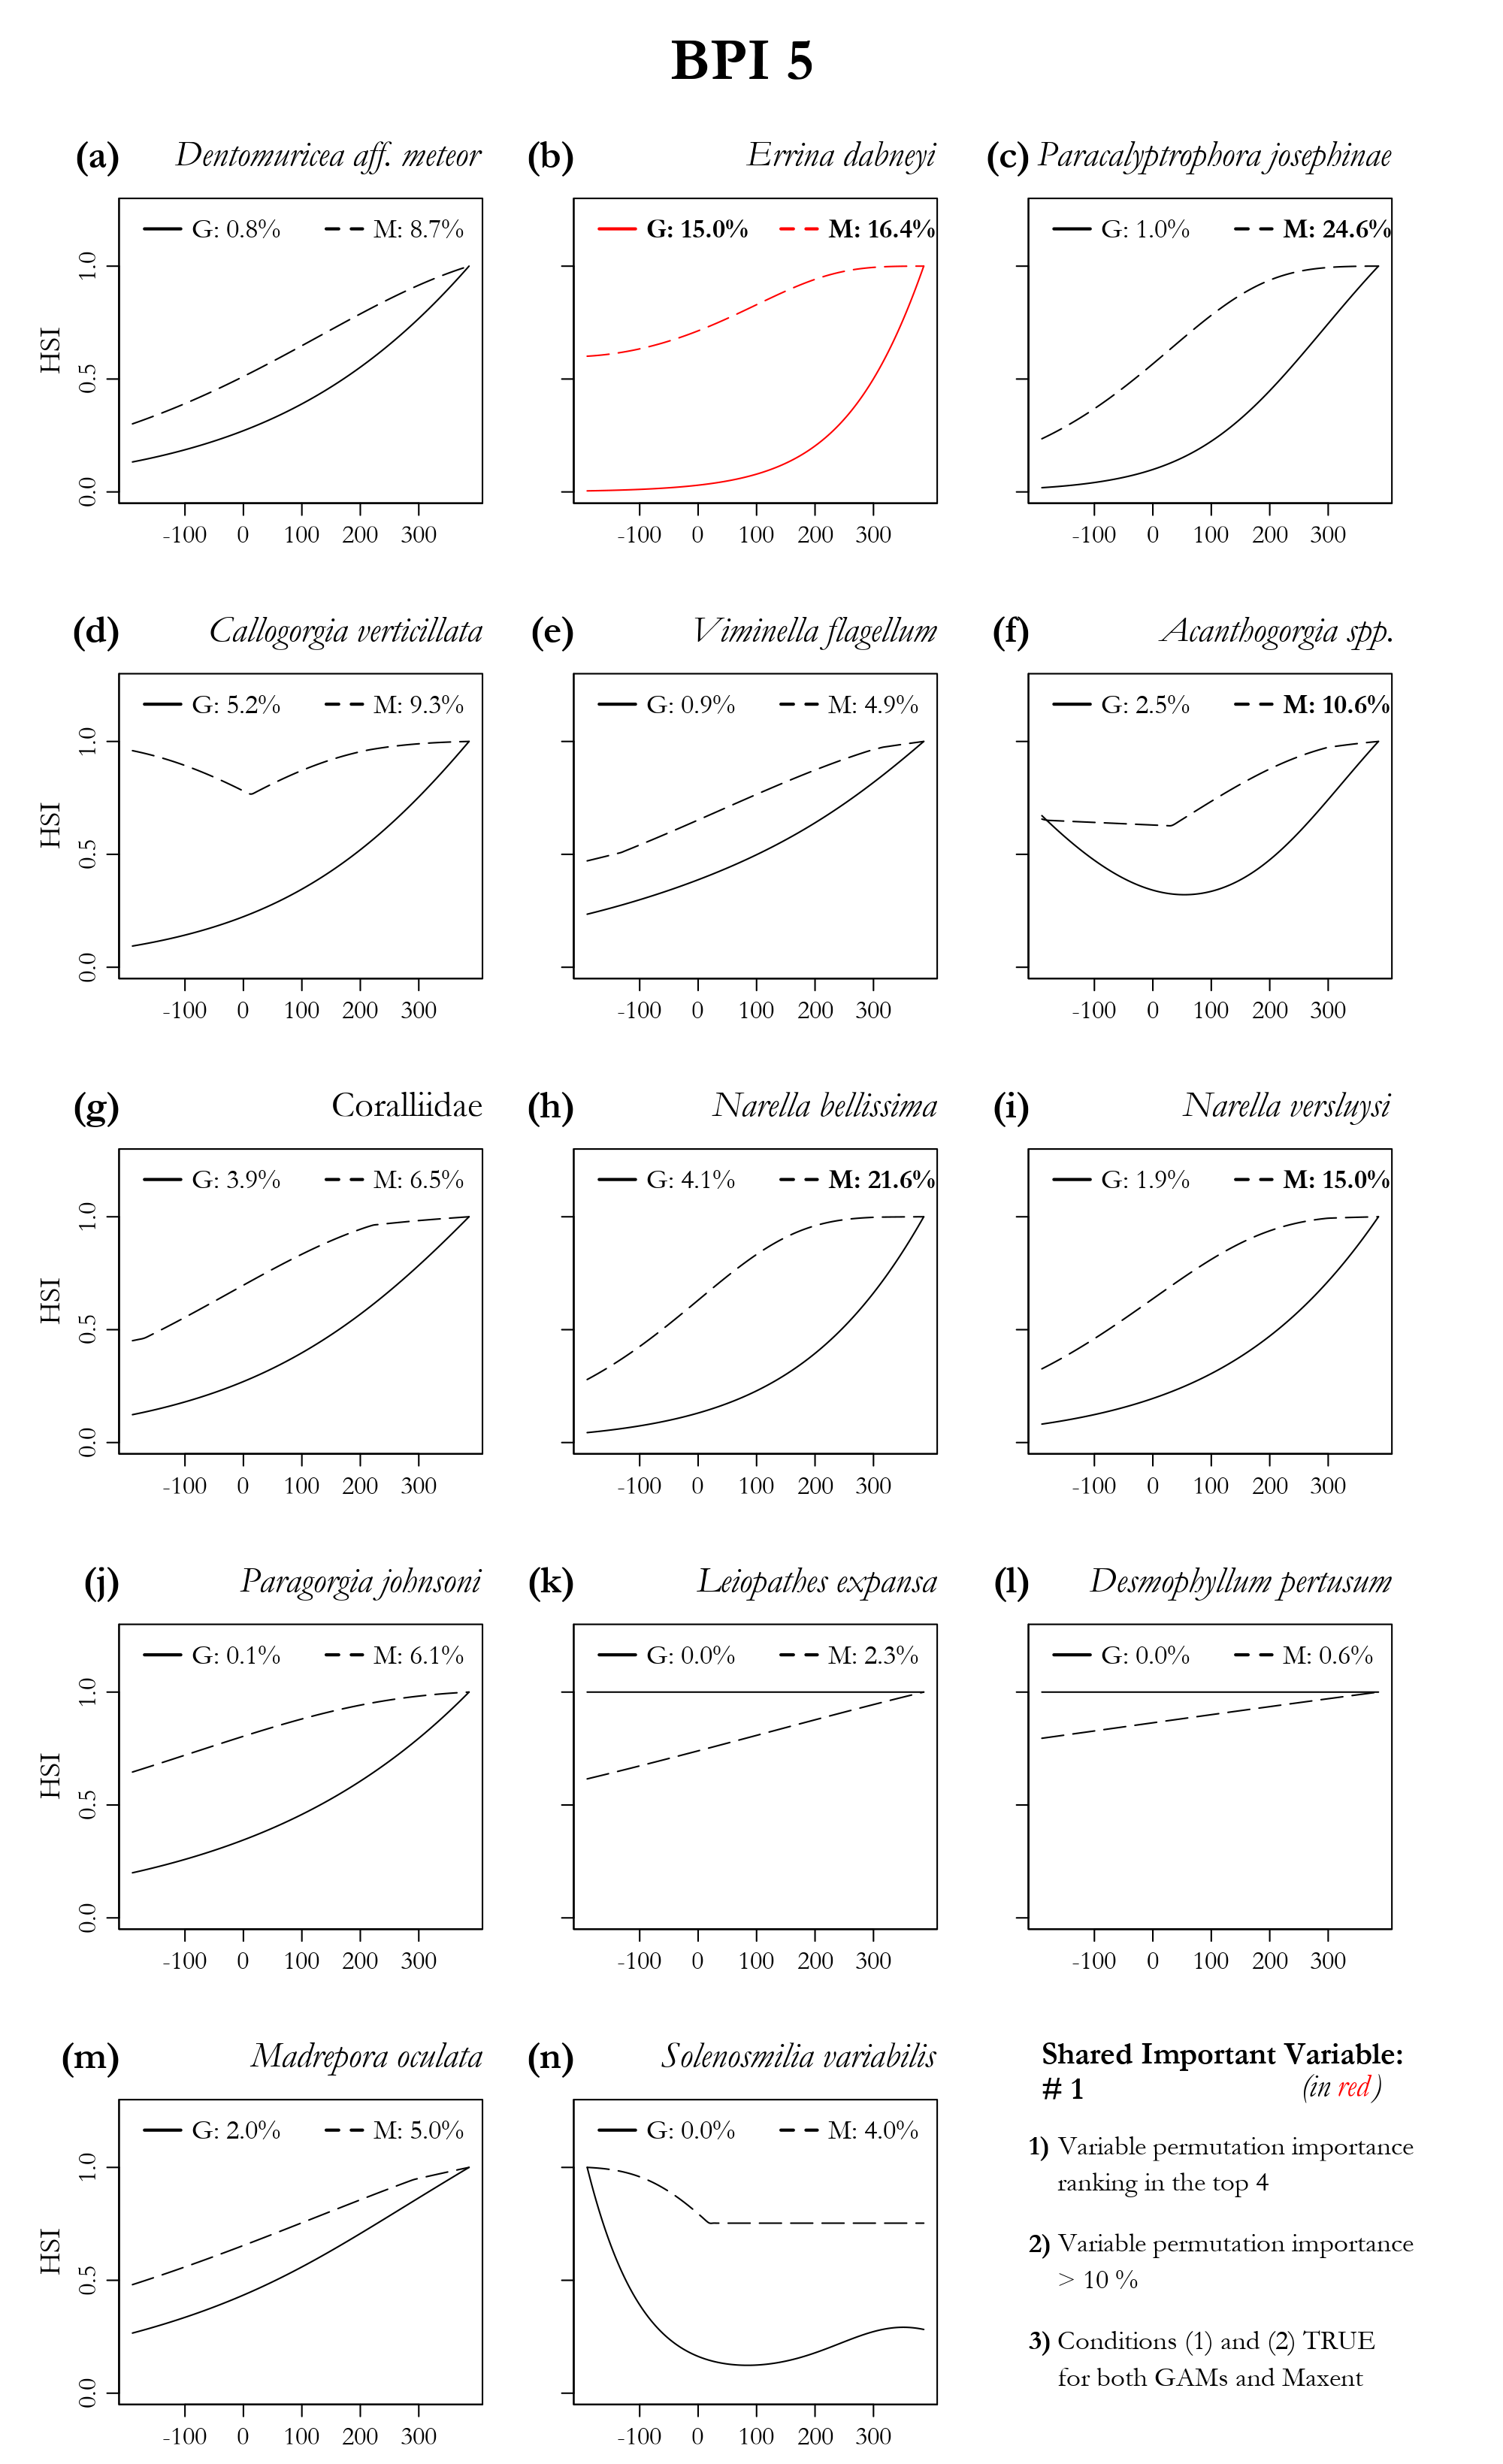 BPI 5
(a) Dentomuricea aff. meteor
G: 0.8% M: 8.7%
HSI
1.0
0.5
0.0
-100 0 100 200 300
(b) Errina dabneyi
G: 15.0% M: 16.4%
-100 0 100 200 300
(c) Paracalyptrophora josephinae
G: 1.0% M: 24.6%
-100 0 100 200 300
(d) Callogorgia verticillata
G: 5.2% M: 9.3%
HSI
1.0
0.5
0.0
-100 0 100 200 300
(e) Viminella flagellum
G: 0.9% M: 4.9%
-100 0 100 200 300
(f) Acanthogorgia spp.
G: 2.5% M: 10.6%
-100 0 100 200 300
(g) Coralliidae
G: 3.9% M: 6.5%
HSI
1.0
0.5
0.0
-100 0 100 200 300
(h) Narella bellissima
G: 4.1% M: 21.6%
-100 0 100 200 300
(i) Narella versluysi
G: 1.9% M: 15.0%
-100 0 100 200 300
(j) Paragorgia johnsoni
G: 0.1% M: 6.1%
HSI
1.0
0.5
0.0
-100 0 100 200 300
(k) Leiopathes expansa
G: 0.0% M: 2.3%
-100 0 100 200 300
(l) Desmophyllum pertusum
G: 0.0% M: 0.6%
-100 0 100 200 300
(m) Madrepora oculata
G: 2.0% M: 5.0%
HSI
1.0
0.5
0.0
-100 0 100 200 300
(n) Solenosmilia variabilis
G: 0.0% M: 4.0%
-100 0 100 200 300
Shared Important Variable:
# 1 (in red)
1) Variable permutation importance
ranking in the top 4
2) Variable permutation importance
> 10 %
3) Conditions (1) and (2) TRUE
for both GAMs and Maxent